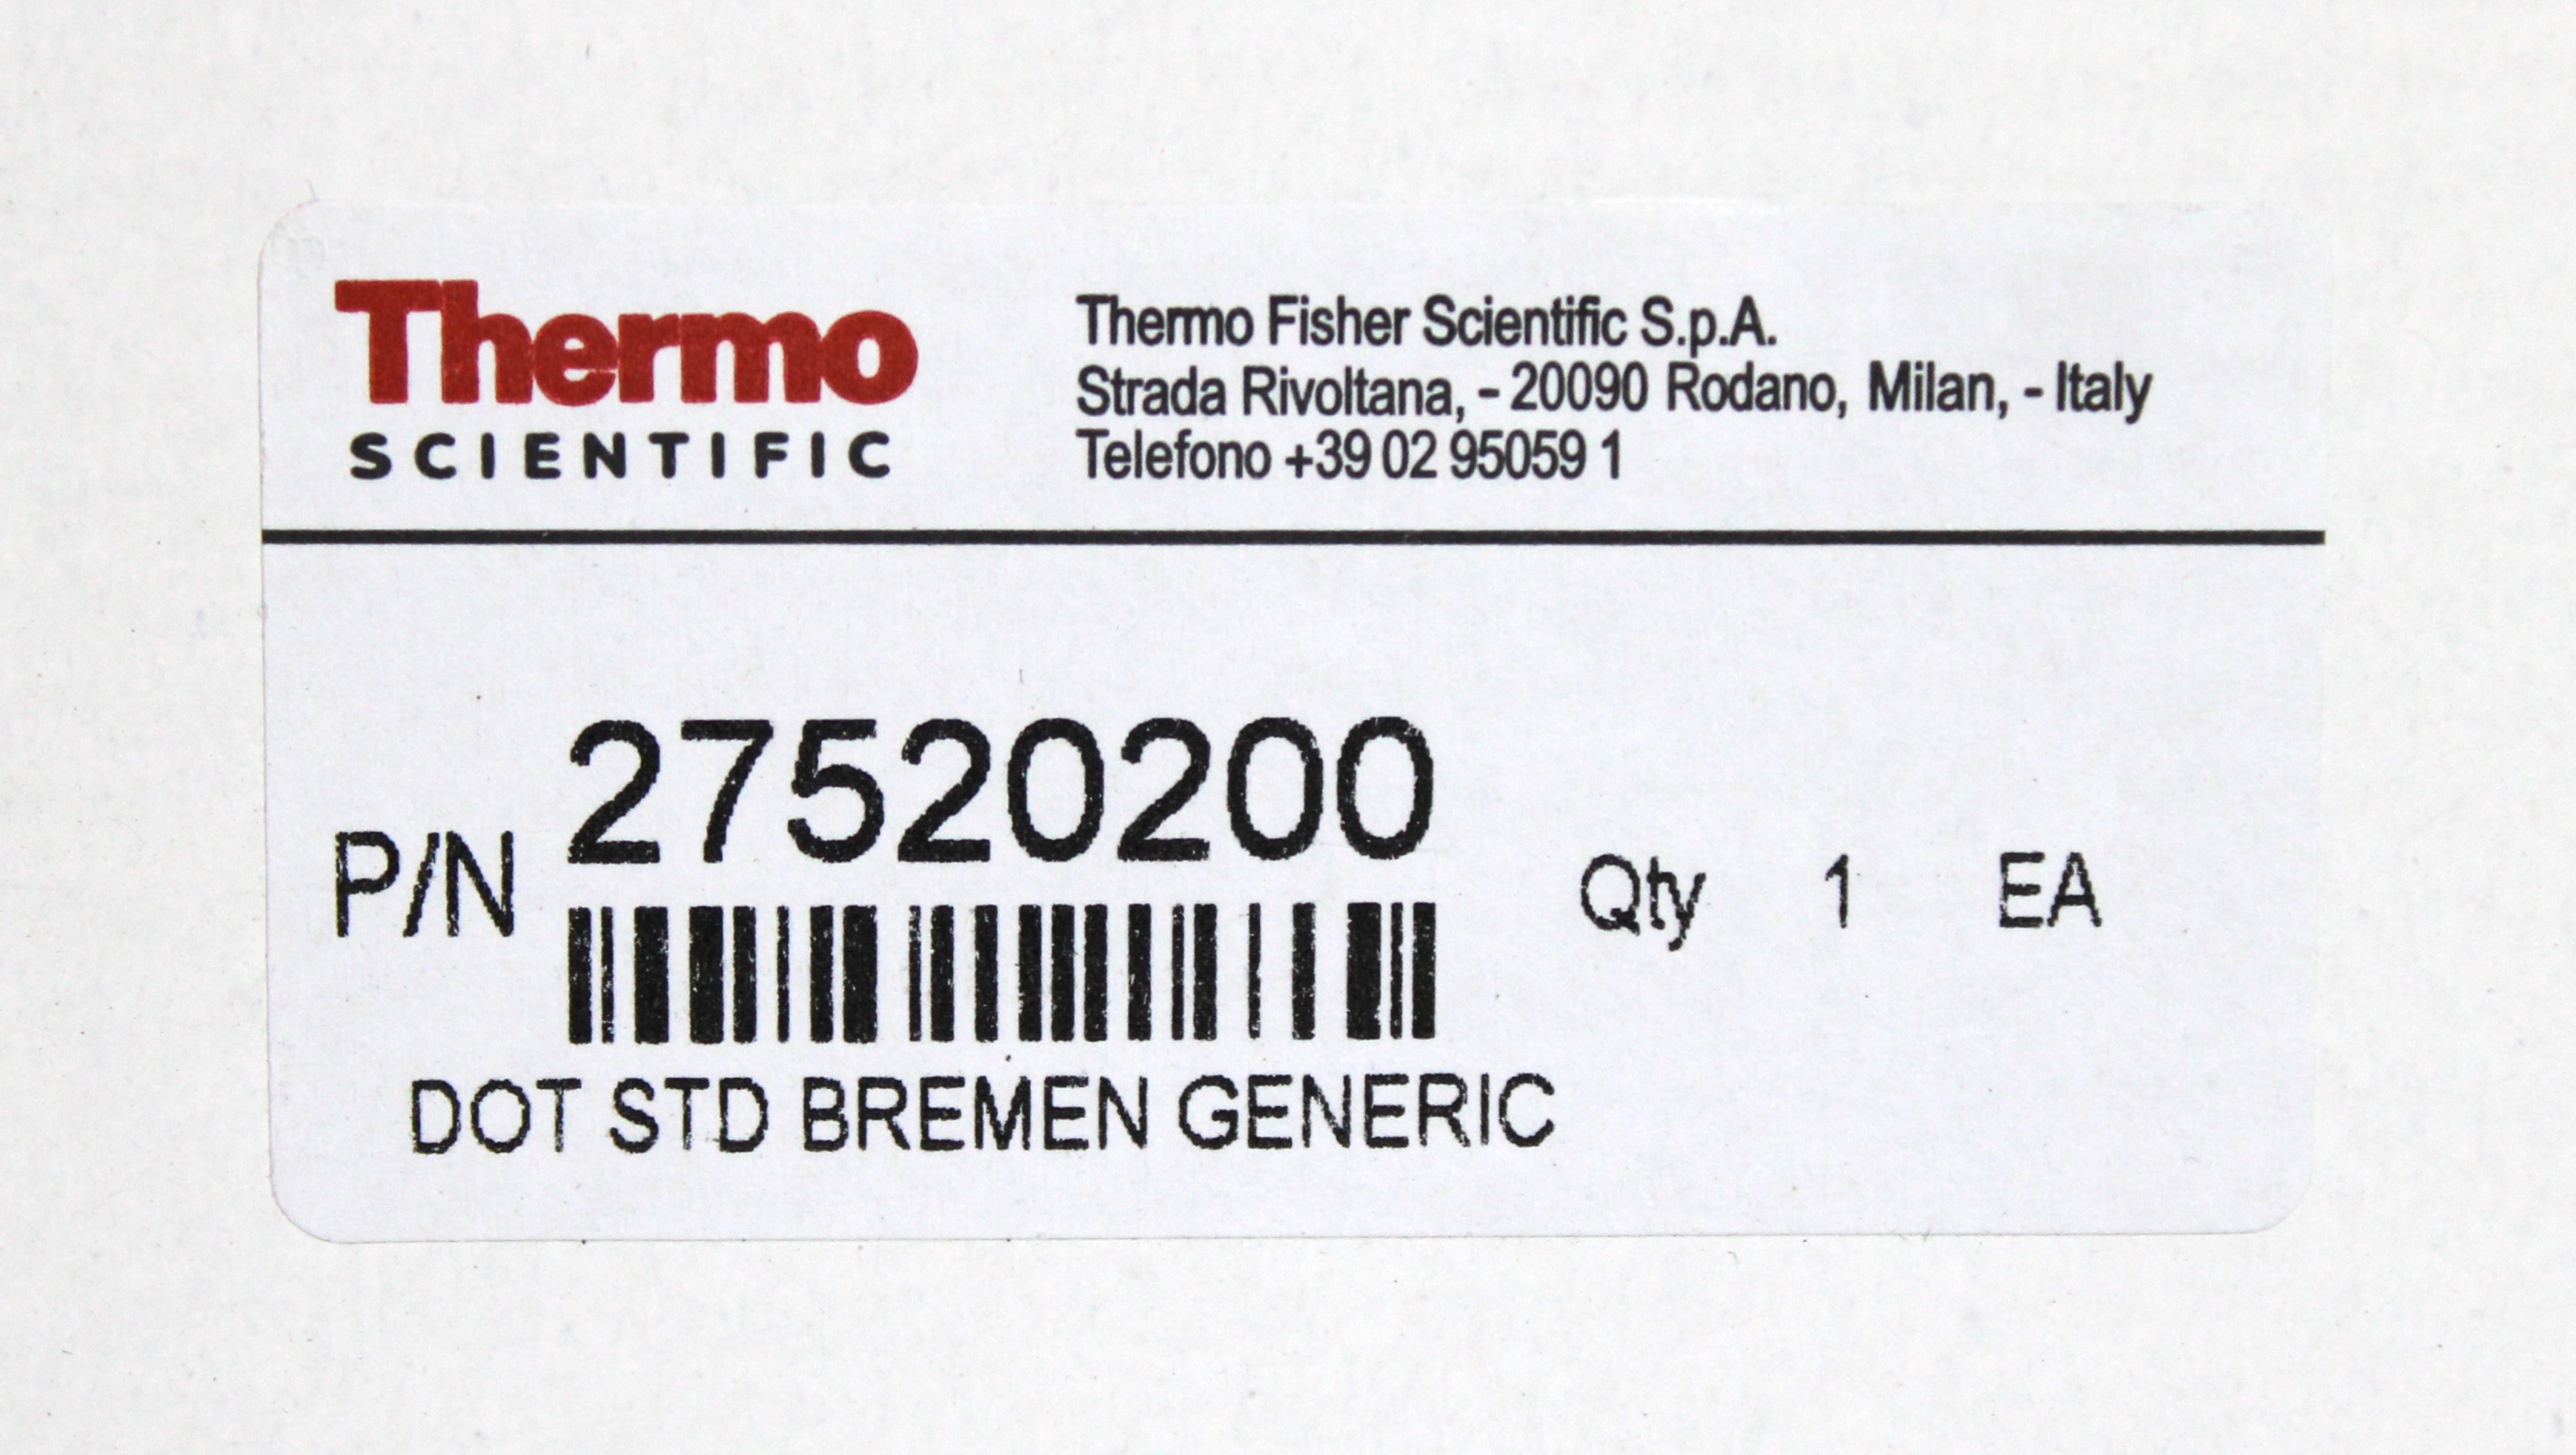 Thermo
SCIENTIFIC
Thermo Fisher Scientific S.p.A.
Strada Rivoltana, - 20090 Rodano, Milan, - Italy
Telefono +39 02 95059 1
P/N 27520200 Qty 1 EA
DOT STD BREMEN GENERIC